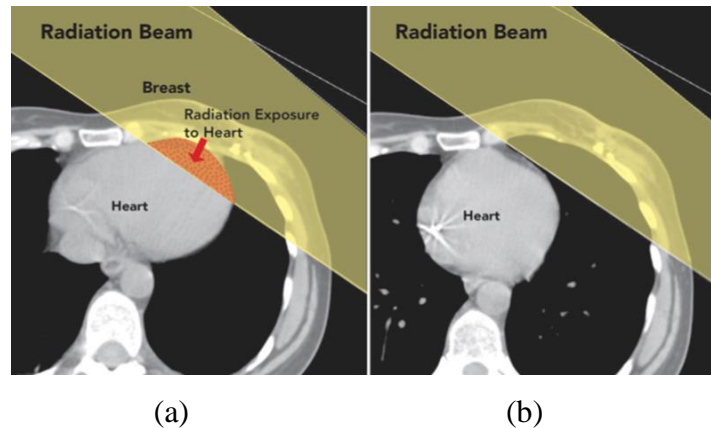 Radiation Beam
Breast
Radiation Exposure
to Heart
Heart
(a)
Radiation Beam
Heart
(b)